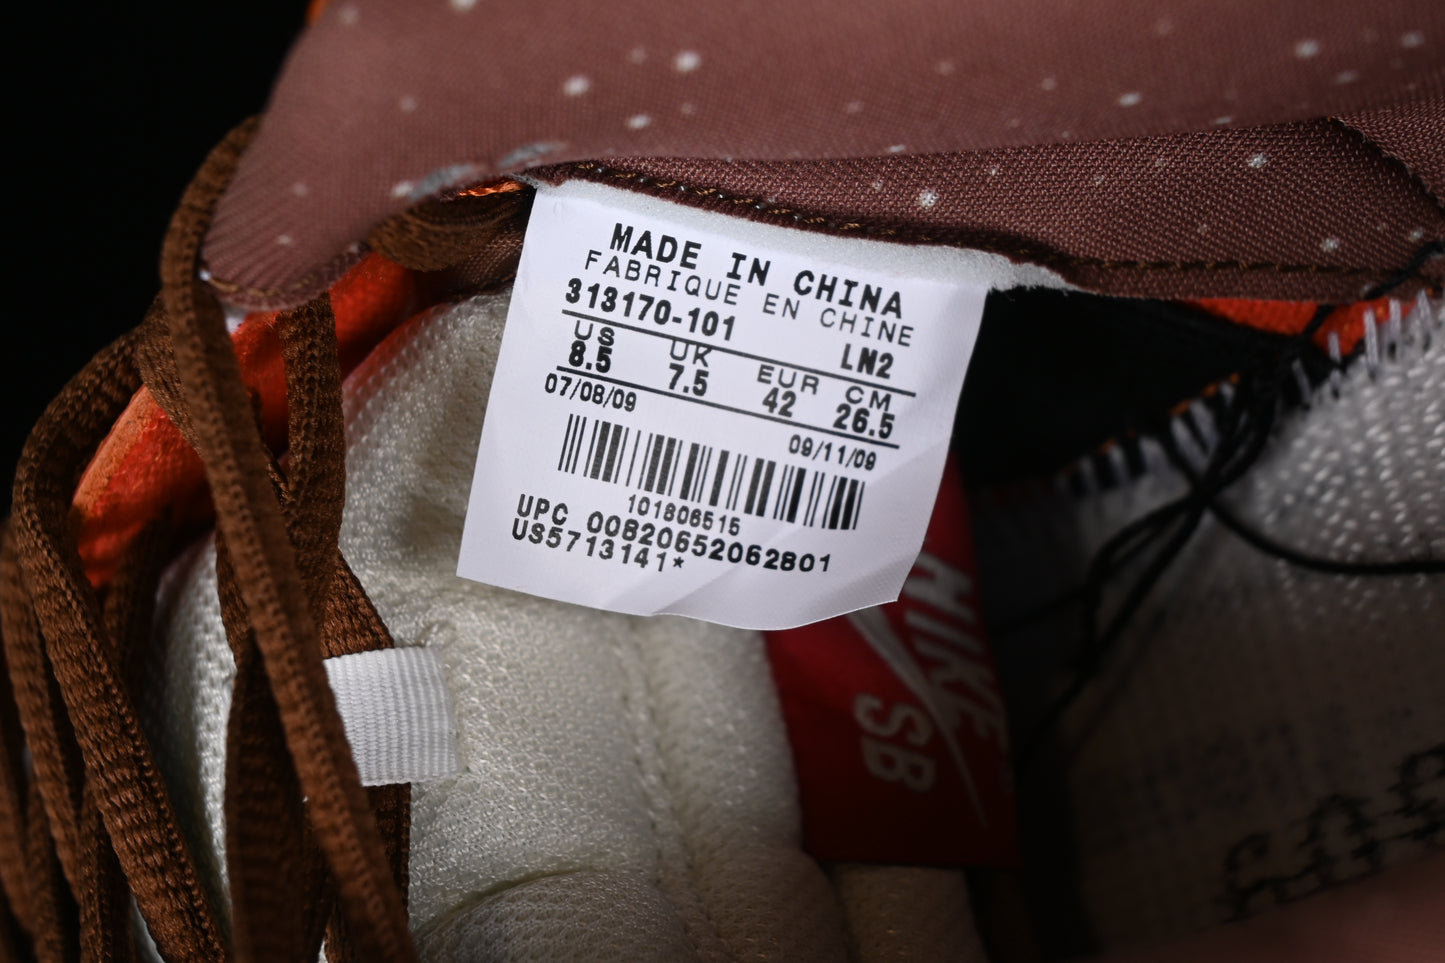 MADE IN CHINA
FABRIQUE EN CHINE
313170-101 LN2
US UK EUR CM
8.5 7.5 42 26.5
07/08/09 09/11/09
101806515
UPC 00820652062801
US5713141*
NIKE
SB